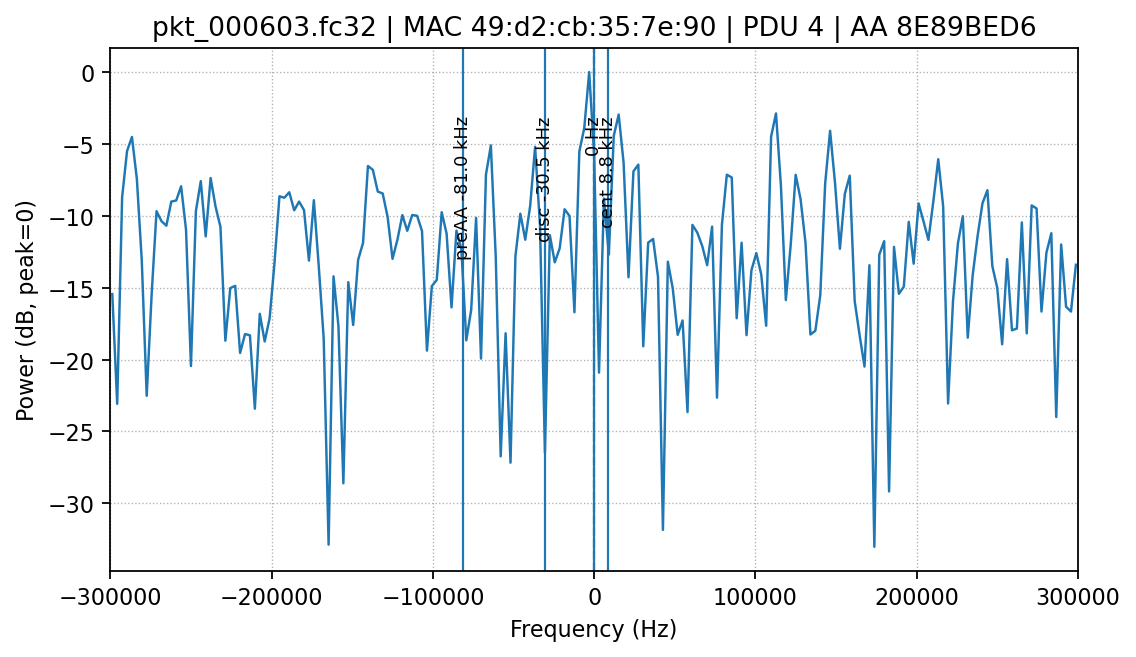 pkt_000603.fc32 | MAC 49:d2:cb:35:7e:90 | PDU 4 | AA 8E89BED6
Power (dB, peak=0)
0
−5
−10
−15
−20
−25
−30
preAA -81.0 kHz
disc -30.5 kHz
0 Hz
cent 8.8 kHz
−300000
−200000
−100000
0
100000
200000
300000
Frequency (Hz)